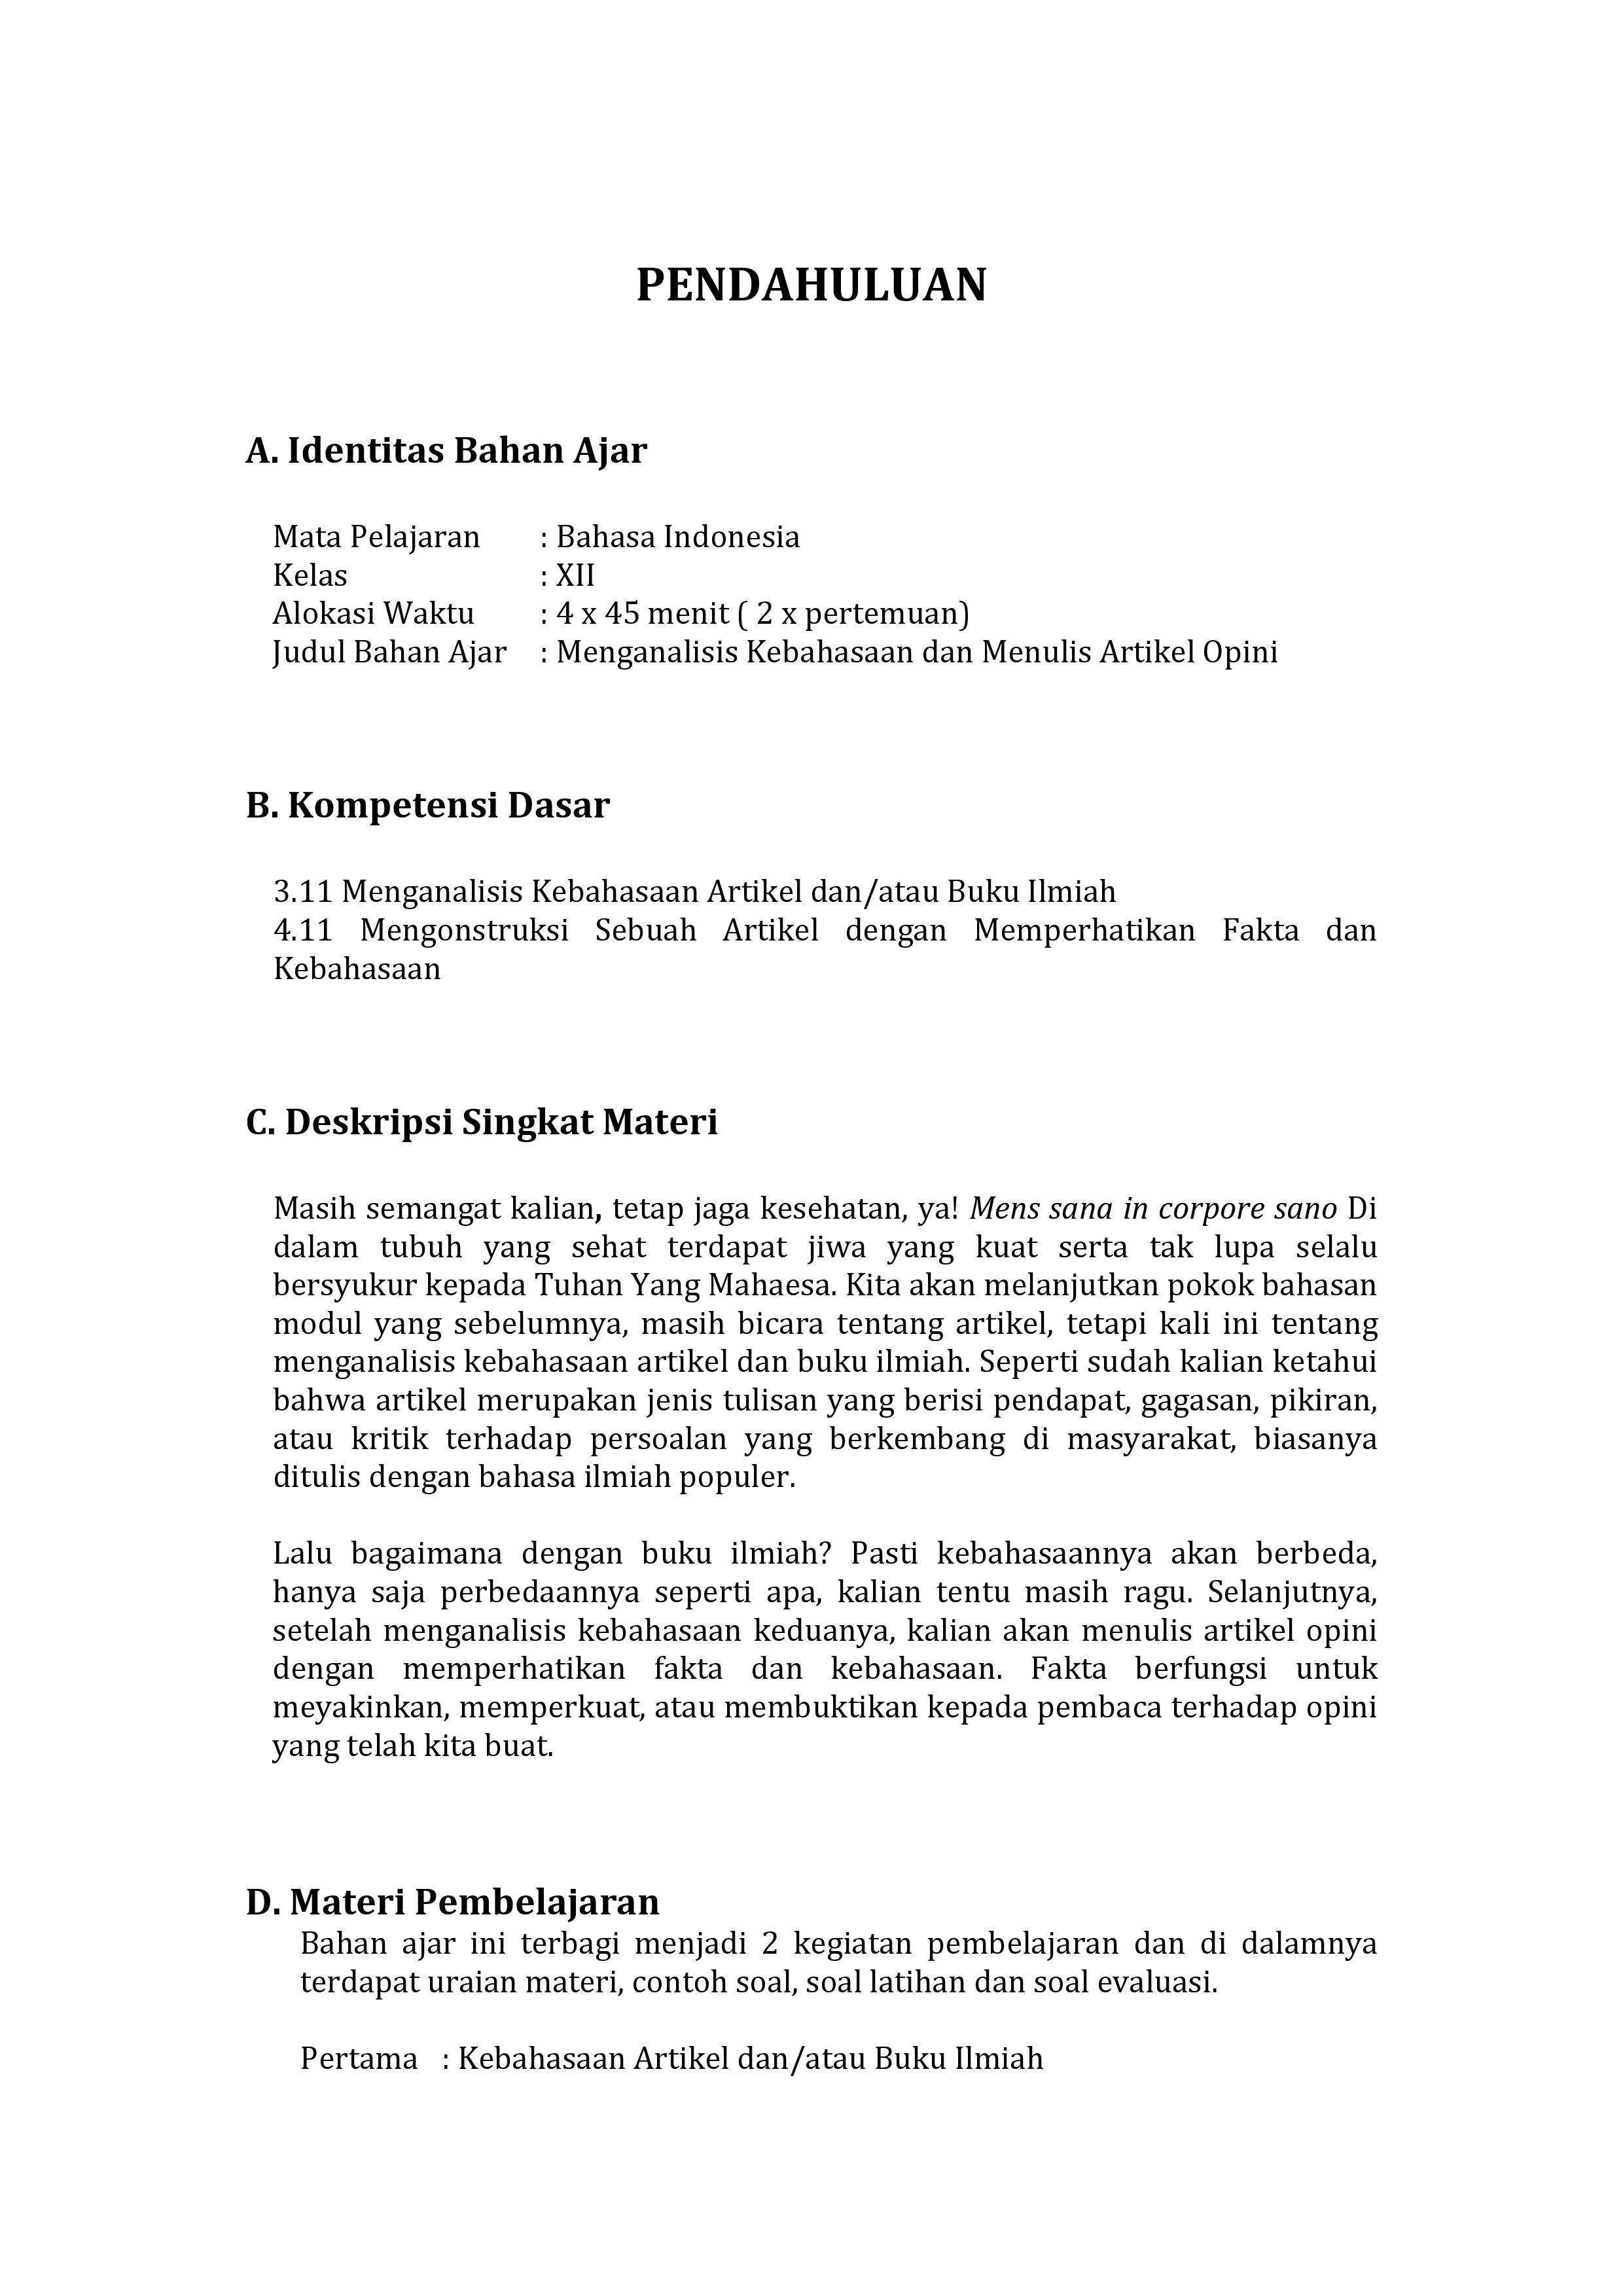 PENDAHULUAN
A. Identitas Bahan Ajar
Mata Pelajaran : Bahasa Indonesia
Kelas : XII
Alokasi Waktu : 4 x 45 menit ( 2 x pertemuan)
Judul Bahan Ajar : Menganalisis Kebahasaan dan Menulis Artikel Opini
B. Kompetensi Dasar
3.11 Menganalisis Kebahasaan Artikel dan/atau Buku Ilmiah
4.11 Mengonstruksi Sebuah Artikel dengan Memperhatikan Fakta dan
Kebahasaan
C. Deskripsi Singkat Materi
Masih semangat kalian, tetap jaga kesehatan, ya! Mens sana in corpore sano Di
dalam tubuh yang sehat terdapat jiwa yang kuat serta tak lupa selalu
bersyukur kepada Tuhan Yang Mahaesa. Kita akan melanjutkan pokok bahasan
modul yang sebelumnya, masih bicara tentang artikel, tetapi kali ini tentang
menganalisis kebahasaan artikel dan buku ilmiah. Seperti sudah kalian ketahui
bahwa artikel merupakan jenis tulisan yang berisi pendapat, gagasan, pikiran,
atau kritik terhadap persoalan yang berkembang di masyarakat, biasanya
ditulis dengan bahasa ilmiah populer.
Lalu bagaimana dengan buku ilmiah? Pasti kebahasaannya akan berbeda,
hanya saja perbedaannya seperti apa, kalian tentu masih ragu. Selanjutnya,
setelah menganalisis kebahasaan keduanya, kalian akan menulis artikel opini
dengan memperhatikan fakta dan kebahasaan. Fakta berfungsi untuk
meyakinkan, memperkuat, atau membuktikan kepada pembaca terhadap opini
yang telah kita buat.
D. Materi Pembelajaran
Bahan ajar ini terbagi menjadi 2 kegiatan pembelajaran dan di dalamnya
terdapat uraian materi, contoh soal, soal latihan dan soal evaluasi.
Pertama : Kebahasaan Artikel dan/atau Buku Ilmiah